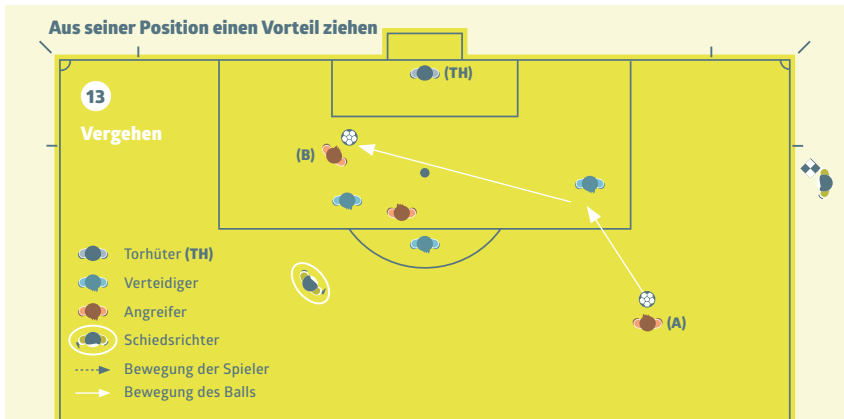 Aus seiner Position einen Vorteil ziehen
(TH)
13
Vergehen
(B)
Torhüter (TH)
Verteidiger
Angreifer
(A)
Schiedsrichter
Bewegung der Spieler
Bewegung des Balls